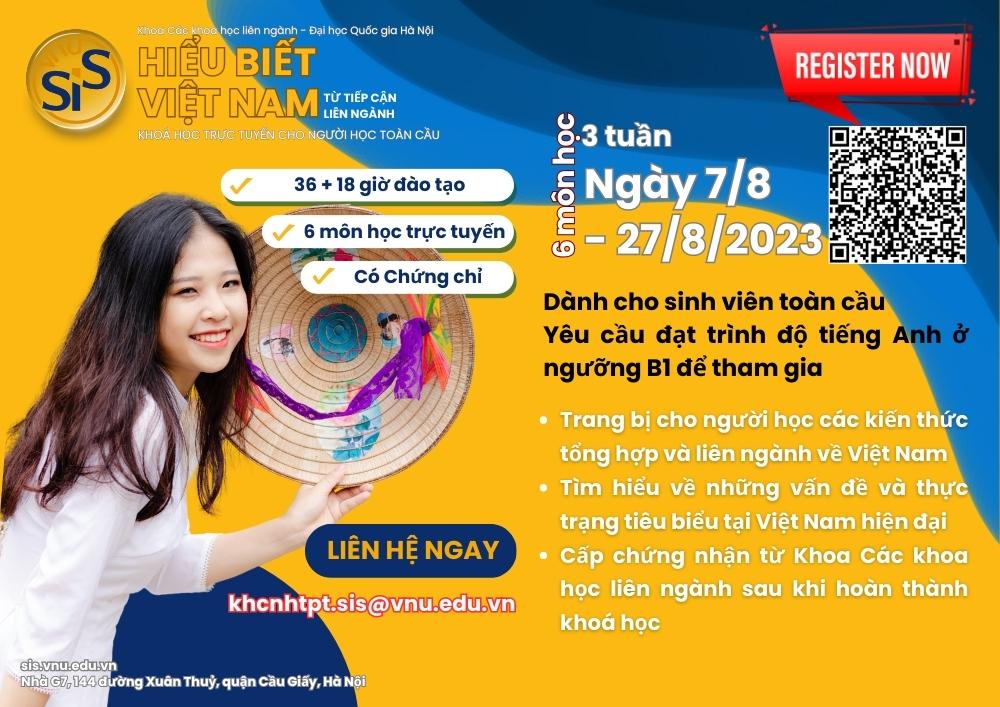 Khoa Các khoa học liên ngành - Đại học Quốc gia Hà Nội
SiS
HIỂU BIẾT
VIỆT NAM
TỪ TIẾP CẬN
LIÊN NGÀNH
KHOÁ HỌC TRỰC TUYẾN CHO NGƯỜI HỌC TOÀN CẦU
REGISTER NOW
6 môn học
3 tuần
Ngày 7/8
- 27/8/2023
36 + 18 giờ đào tạo
6 môn học trực tuyến
Có Chứng chỉ
Dành cho sinh viên toàn cầu
Yêu cầu đạt trình độ tiếng Anh ở
ngưỡng B1 để tham gia
• Trang bị cho người học các kiến thức
tổng hợp và liên ngành về Việt Nam
• Tìm hiểu về những vấn đề và thực
trạng tiêu biểu tại Việt Nam hiện đại
• Cấp chứng nhận từ Khoa Các khoa
học liên ngành sau khi hoàn thành
khoá học
LIÊN HỆ NGAY
khcnhtpt.sis@vnu.edu.vn
sis.vnu.edu.vn
Nhà G7, 144 đường Xuân Thuỷ, quận Cầu Giấy, Hà Nội